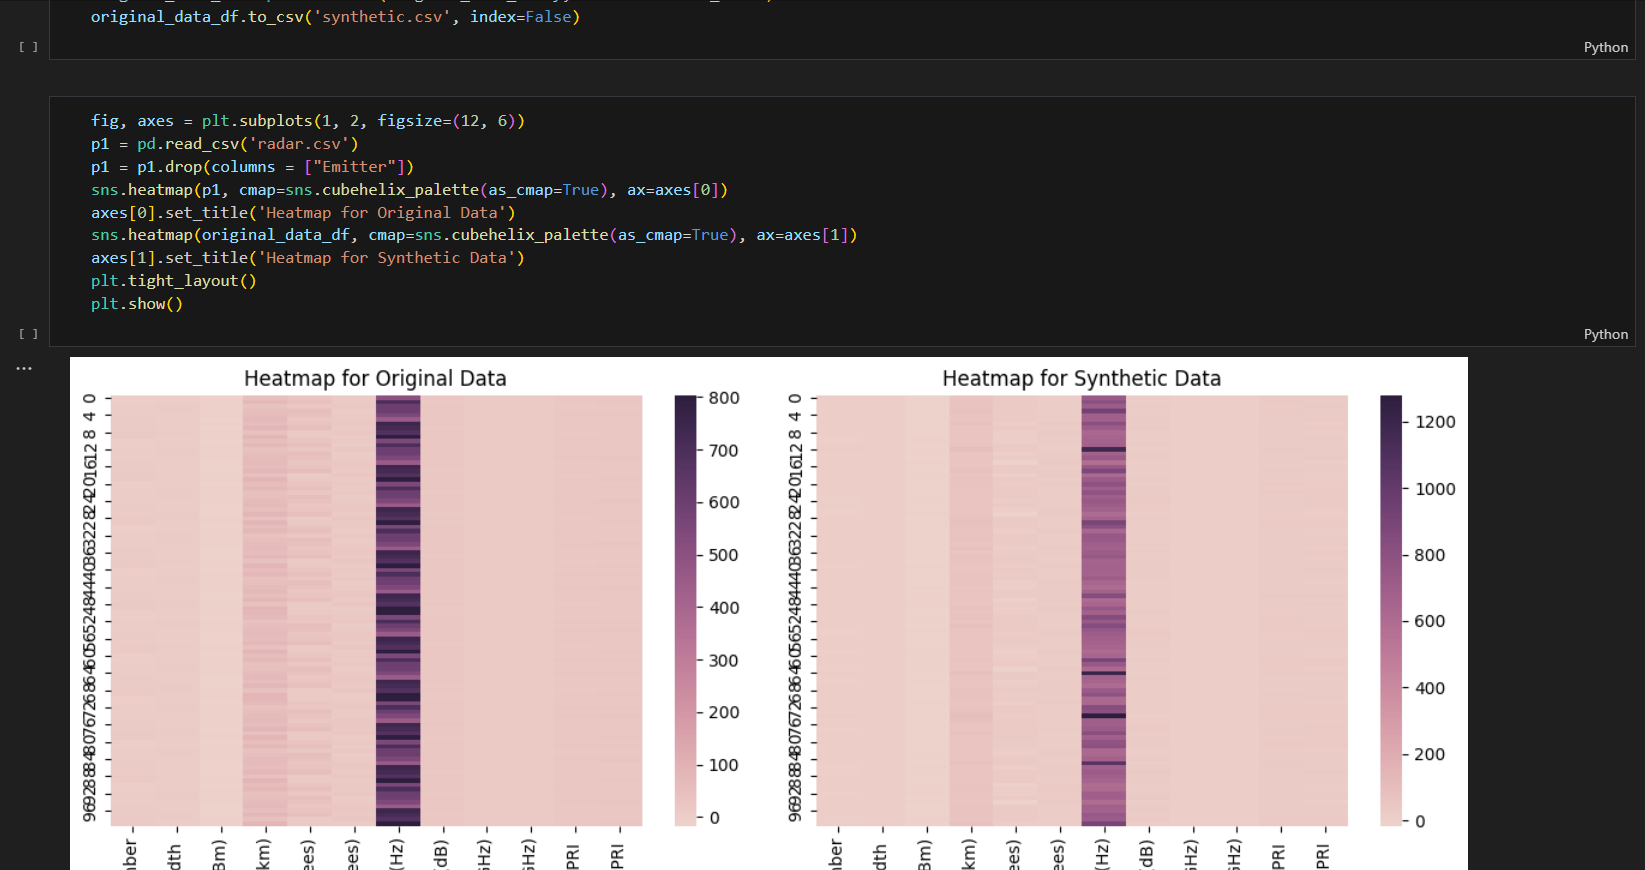 original_data_df.to_csv('synthetic.csv', index=False)
[ ]
Python
fig, axes = plt.subplots(1, 2, figsize=(12, 6))
p1 = pd.read_csv('radar.csv')
p1 = p1.drop(columns = ["Emitter"])
sns.heatmap(p1, cmap=sns.cubehelix_palette(as_cmap=True), ax=axes[0])
axes[0].set_title('Heatmap for Original Data')
sns.heatmap(original_data_df, cmap=sns.cubehelix_palette(as_cmap=True), ax=axes[1])
axes[1].set_title('Heatmap for Synthetic Data')
plt.tight_layout()
plt.show()
[ ]
Python
...
Heatmap for Original Data
0
4
8
12
16
20
24
28
32
36
40
44
48
52
56
60
64
68
72
76
80
84
88
92
96
800
700
600
500
400
300
200
100
0
nber
dth
Bm)
km)
ees)
ees)
(Hz)
(dB)
GHz)
GHz)
PRI
PRI
Heatmap for Synthetic Data
0
4
8
12
16
20
24
28
32
36
40
44
48
52
56
60
64
68
72
76
80
84
88
92
96
1200
1000
800
600
400
200
0
ber
dth
Bm)
km)
ees)
ees)
(Hz)
(dB)
GHz)
GHz)
PRI
PRI